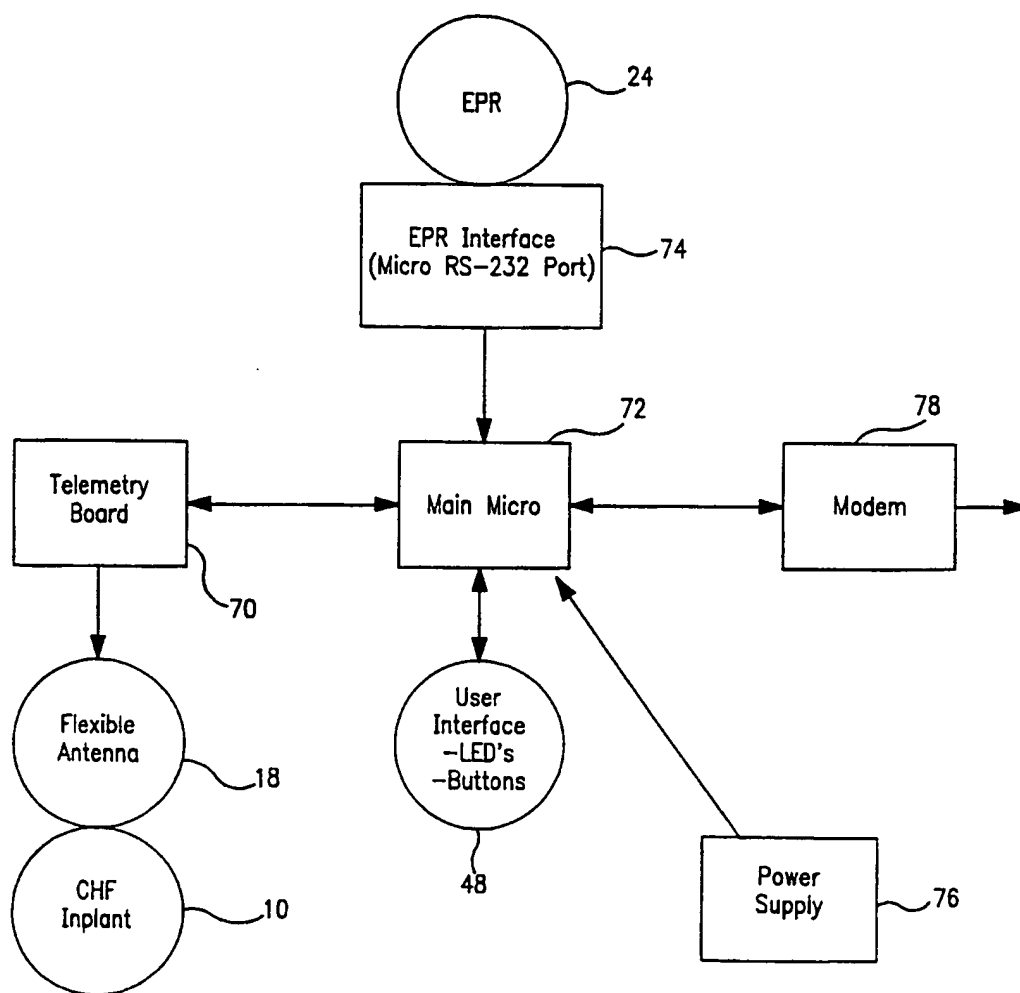 EPR
24
EPR Interface
(Micro RS-232 Port)
74
72
78
Telemetry
Board
Main Micro
Modem
70
Flexible
Antenna
18
User
Interface
-LED's
-Buttons
48
CHF
Inplant
10
Power
Supply
76